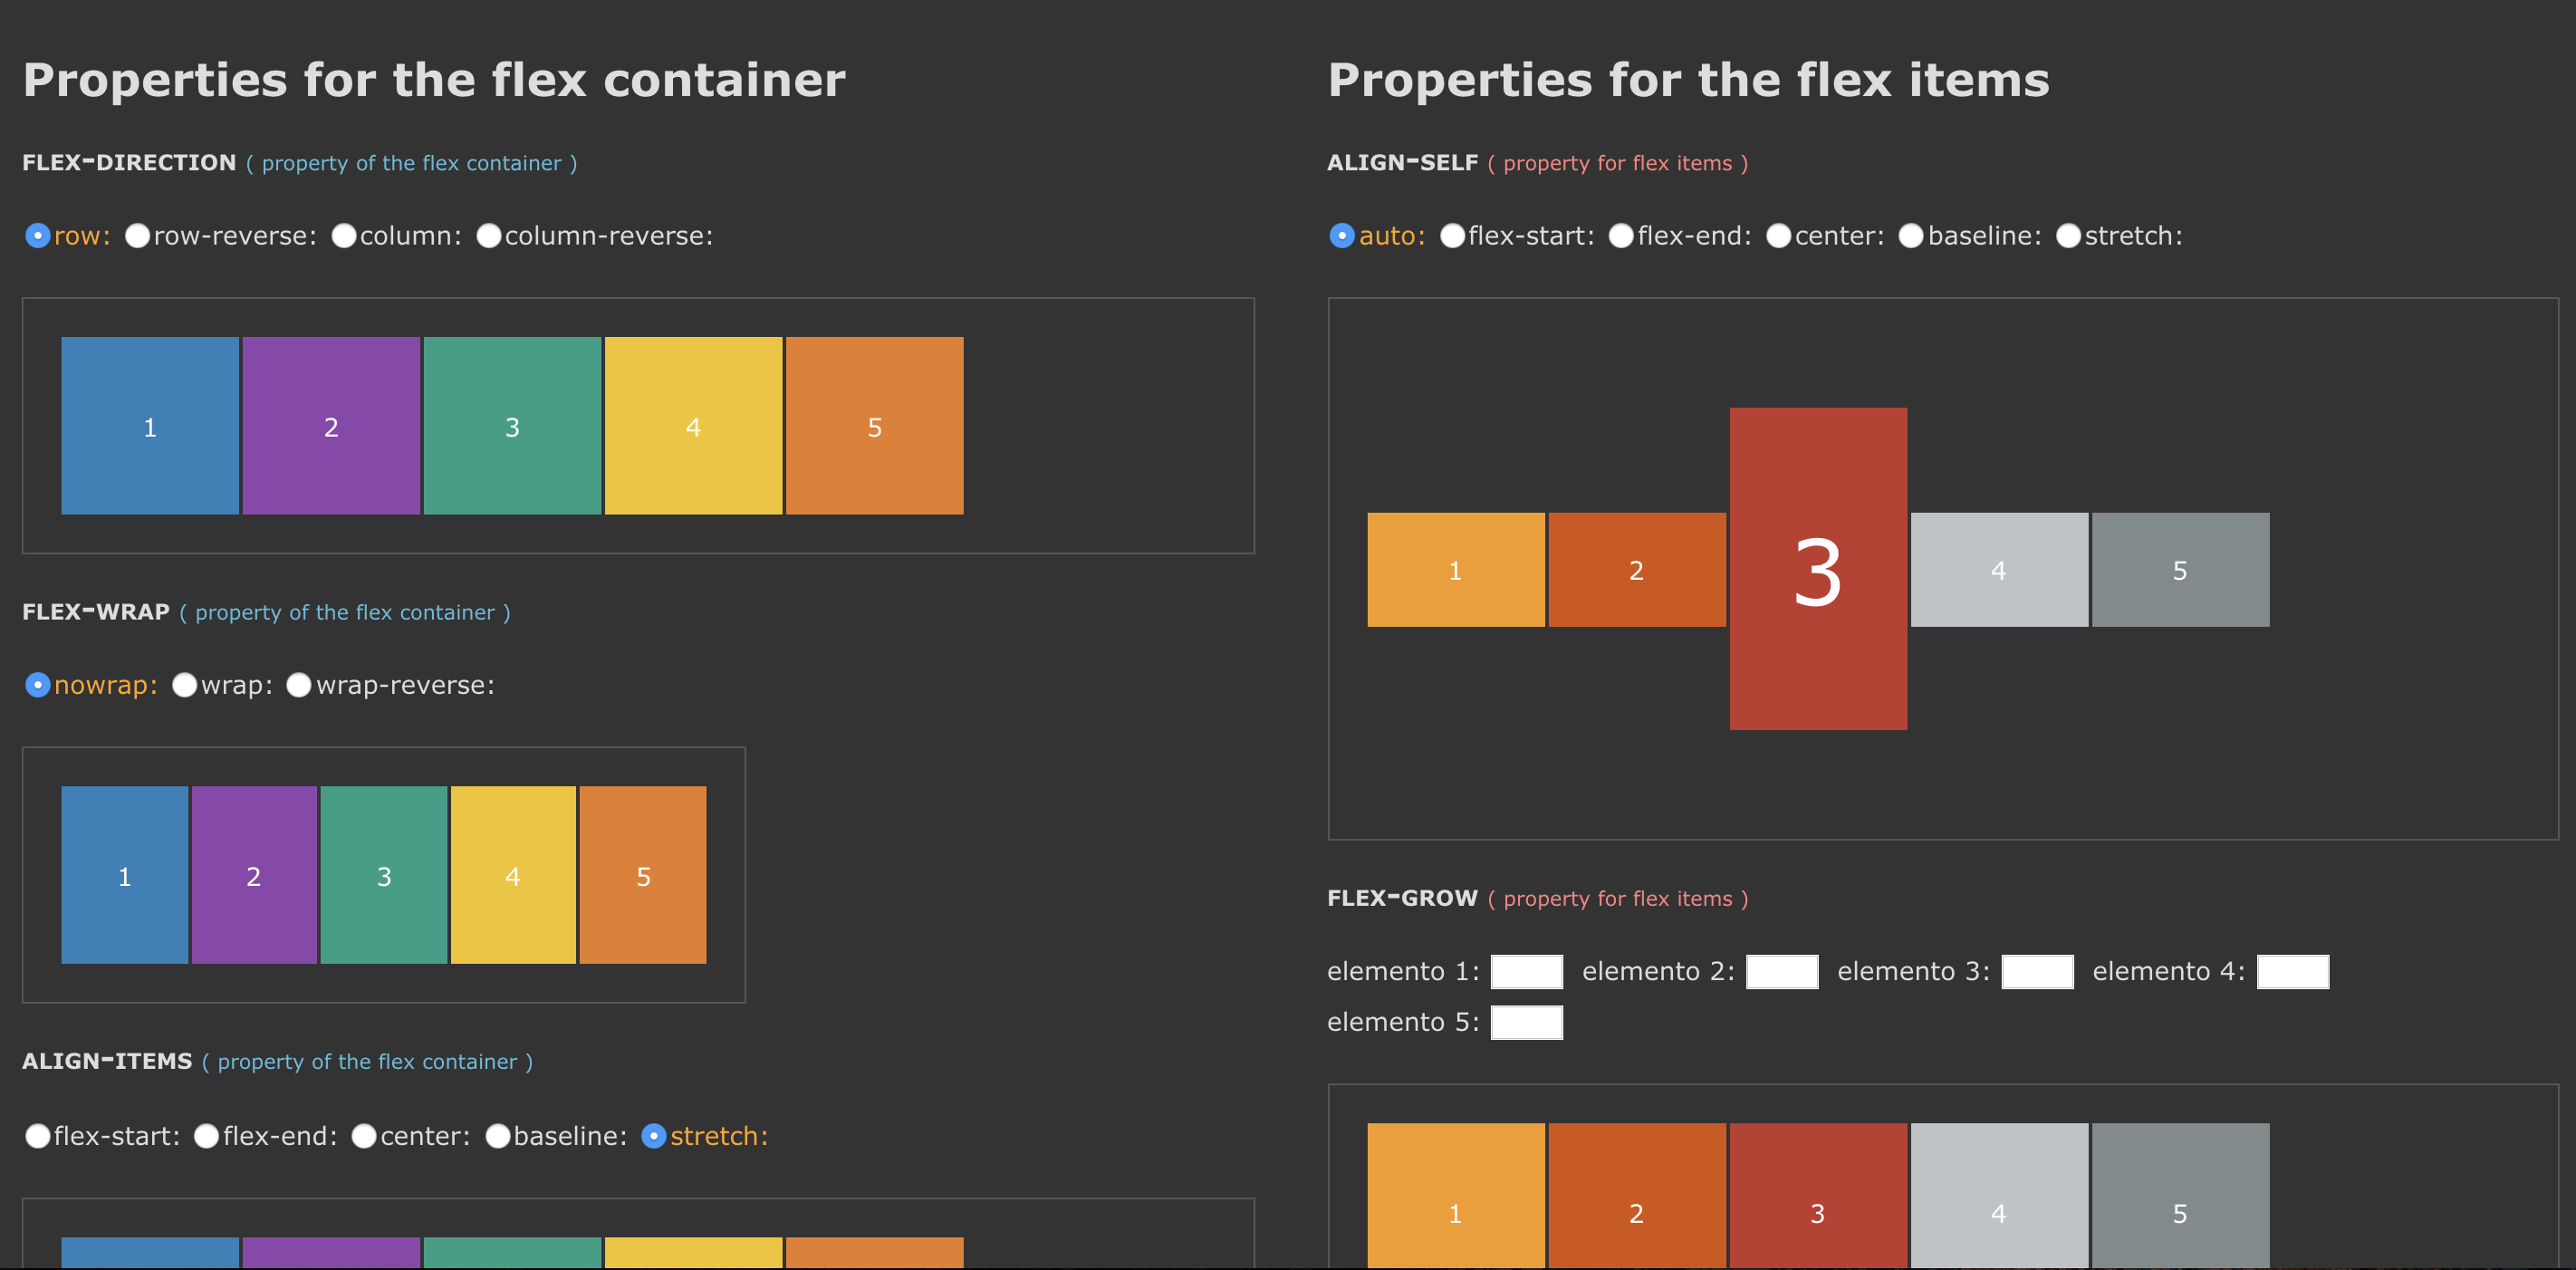 Properties for the flex container
FLEX-DIRECTION ( property of the flex container )
row: row-reverse: column: column-reverse:
1 2 3 4 5
FLEX-WRAP ( property of the flex container )
nowrap: wrap: wrap-reverse:
1 2 3 4 5
ALIGN-ITEMS ( property of the flex container )
flex-start: flex-end: center: baseline: stretch:
Properties for the flex items
ALIGN-SELF ( property for flex items )
auto: flex-start: flex-end: center: baseline: stretch:
1 2 3 4 5
FLEX-GROW ( property for flex items )
elemento 1: elemento 2: elemento 3: elemento 4:
elemento 5:
1 2 3 4 5